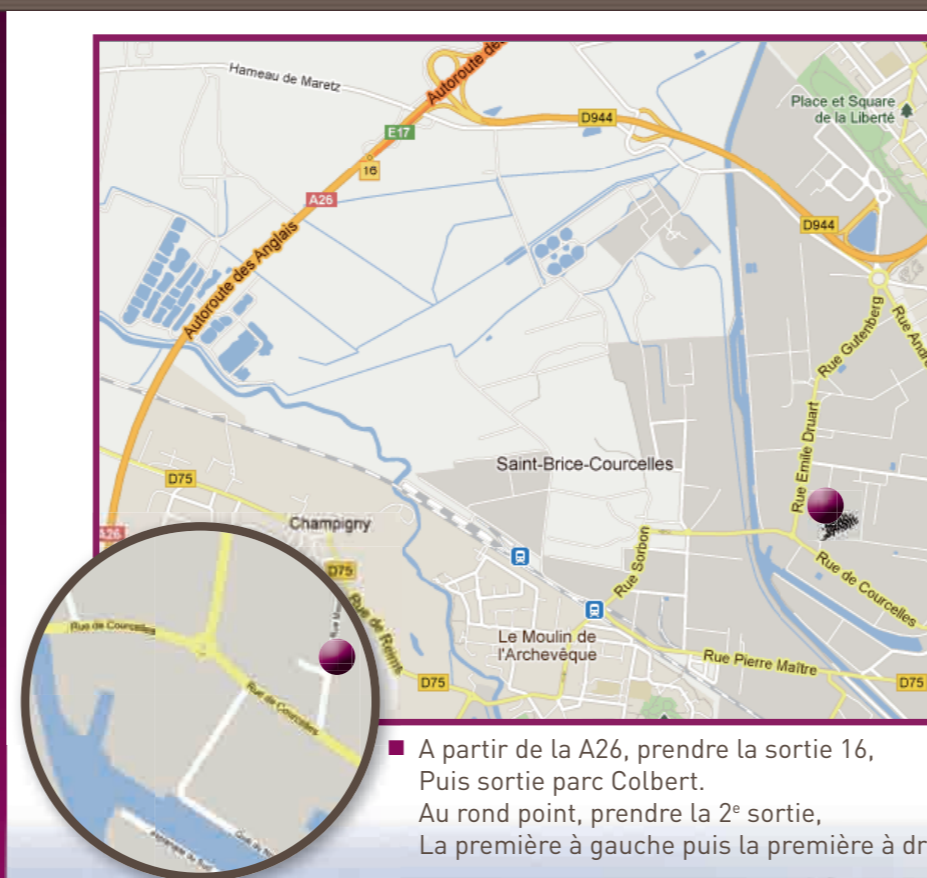 Hameau de Maretz
Autoroute des
E17
16
A26
D944
Place et Square
de la Liberté
D944
Autoroute des Anglais
Rue Gutenberg
Rue André
Rue Emile Druart
Saint-Brice-Courcelles
D75
Champigny
A26
D75
Rue de Reims
Rue Sorbon
Rue de Courcelles
Le Moulin de
l'Archevêque
Rue Pierre Maître
D75
D75
Rue de Courcelles
Rue de Courcelles
Rue
■ A partir de la A26, prendre la sortie 16,
Puis sortie parc Colbert.
Au rond point, prendre la 2e sortie,
La première à gauche puis la première à dr